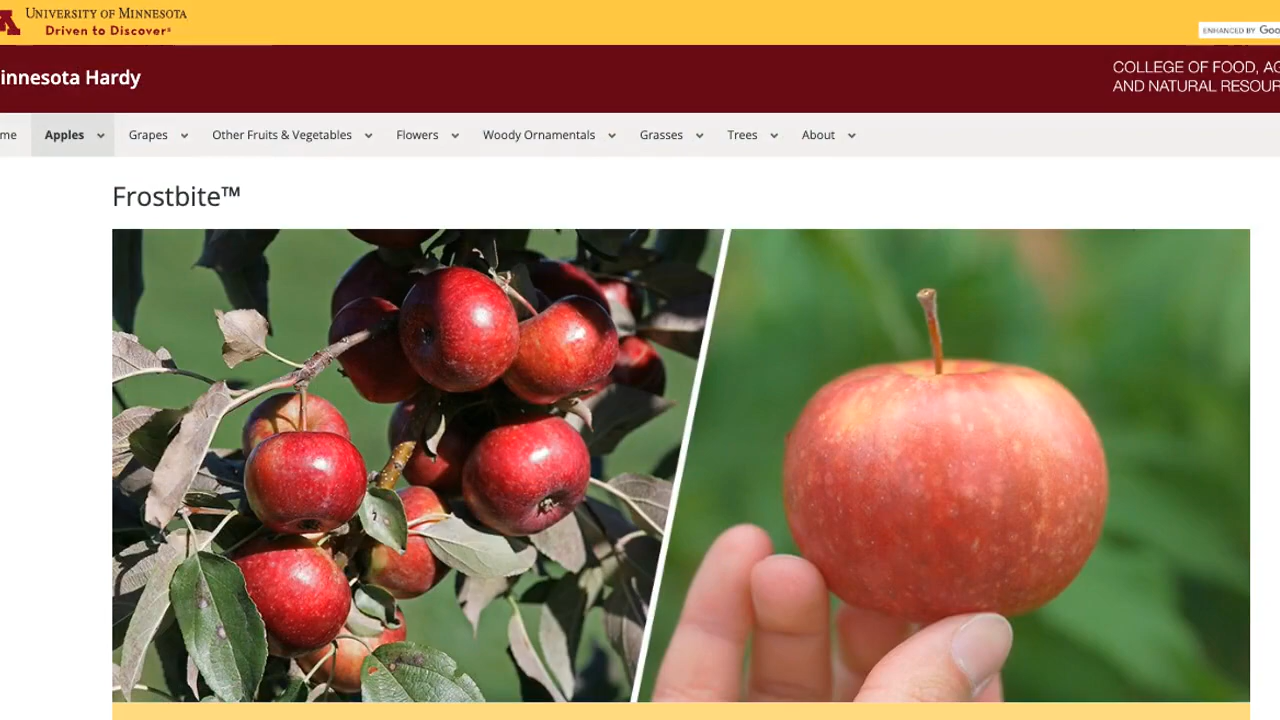 UNIVERSITY OF MINNESOTA
Driven to Discover®
ENHANCED BY Goo
innesota Hardy
COLLEGE OF FOOD, AG
AND NATURAL RESOUR
me Apples Grapes Other Fruits & Vegetables Flowers Woody Ornamentals Grasses Trees About
Frostbite™